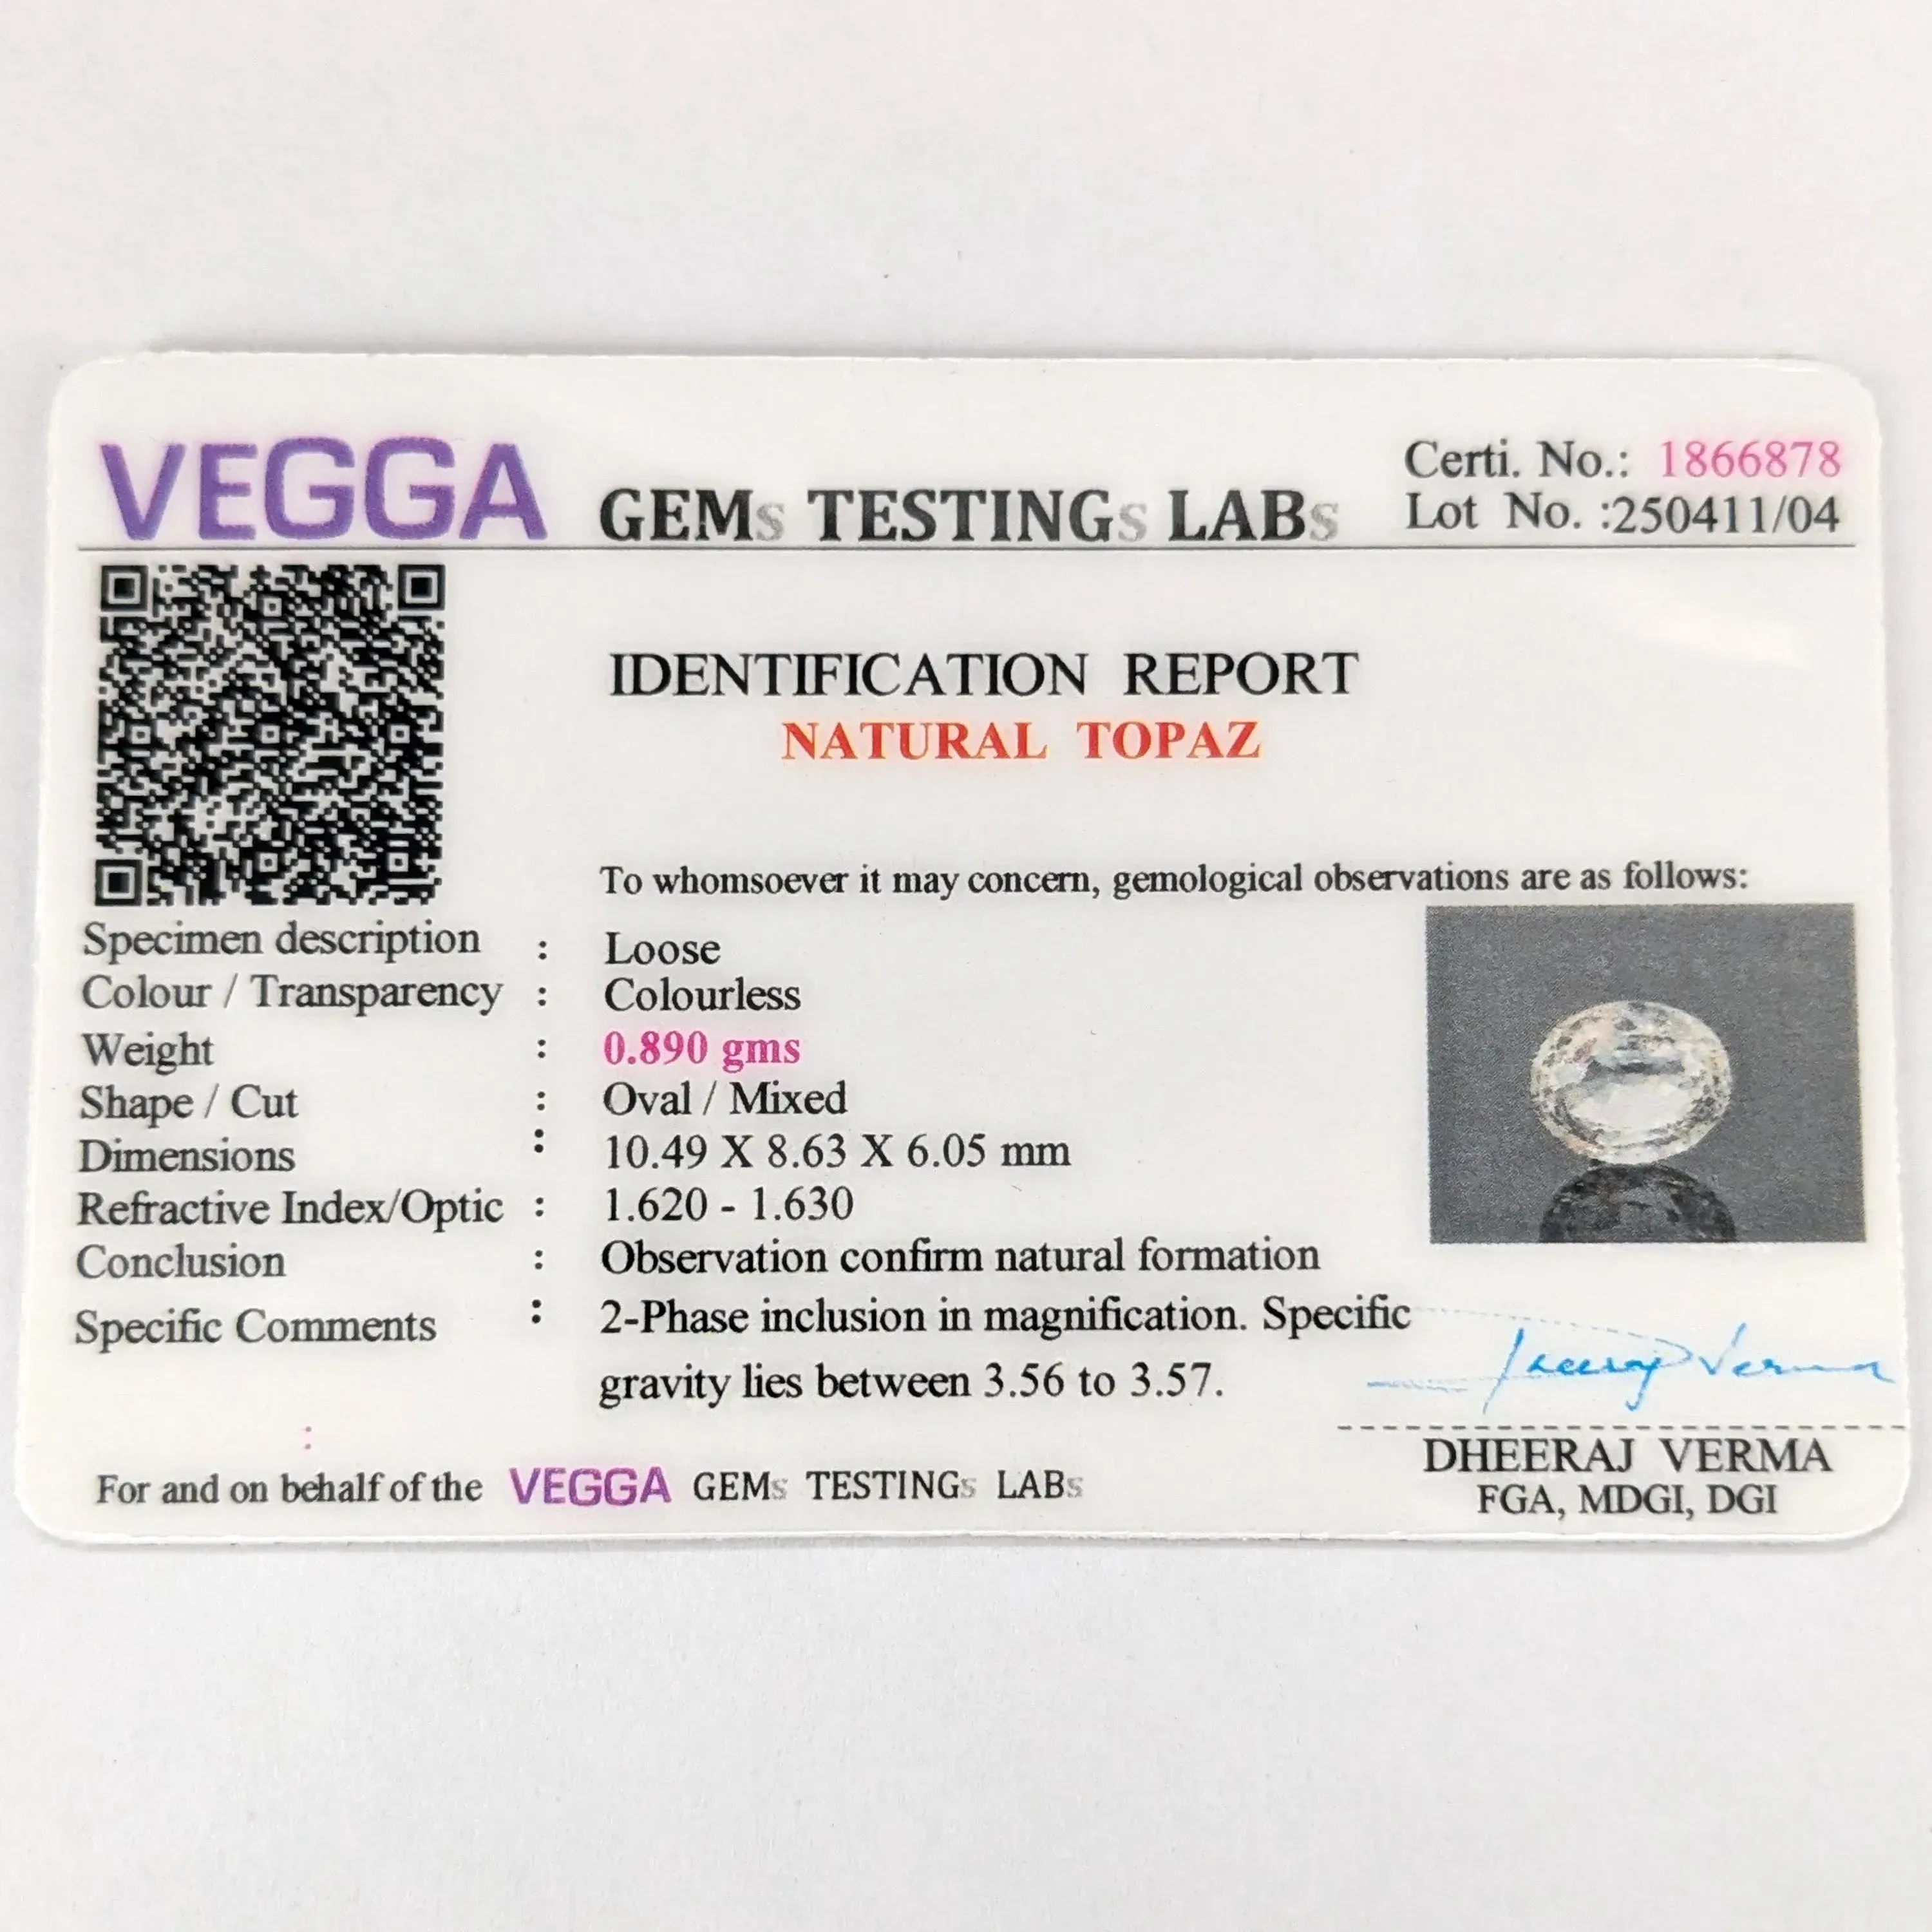 VEGGA GEMs TESTINGs LABs
Certi. No.: 1866878
Lot No. :250411/04
IDENTIFICATION REPORT
NATURAL TOPAZ
To whomsoever it may concern, gemological observations are as follows:
Specimen description : Loose
Colour / Transparency : Colourless
Weight : 0.890 gms
Shape / Cut : Oval / Mixed
Dimensions : 10.49 X 8.63 X 6.05 mm
Refractive Index/Optic : 1.620 - 1.630
Conclusion : Observation confirm natural formation
Specific Comments : 2-Phase inclusion in magnification. Specific
gravity lies between 3.56 to 3.57.
:
DHEERAJ VERMA
FGA, MDGI, DGI
For and on behalf of the VEGGA GEMs TESTINGs LABs